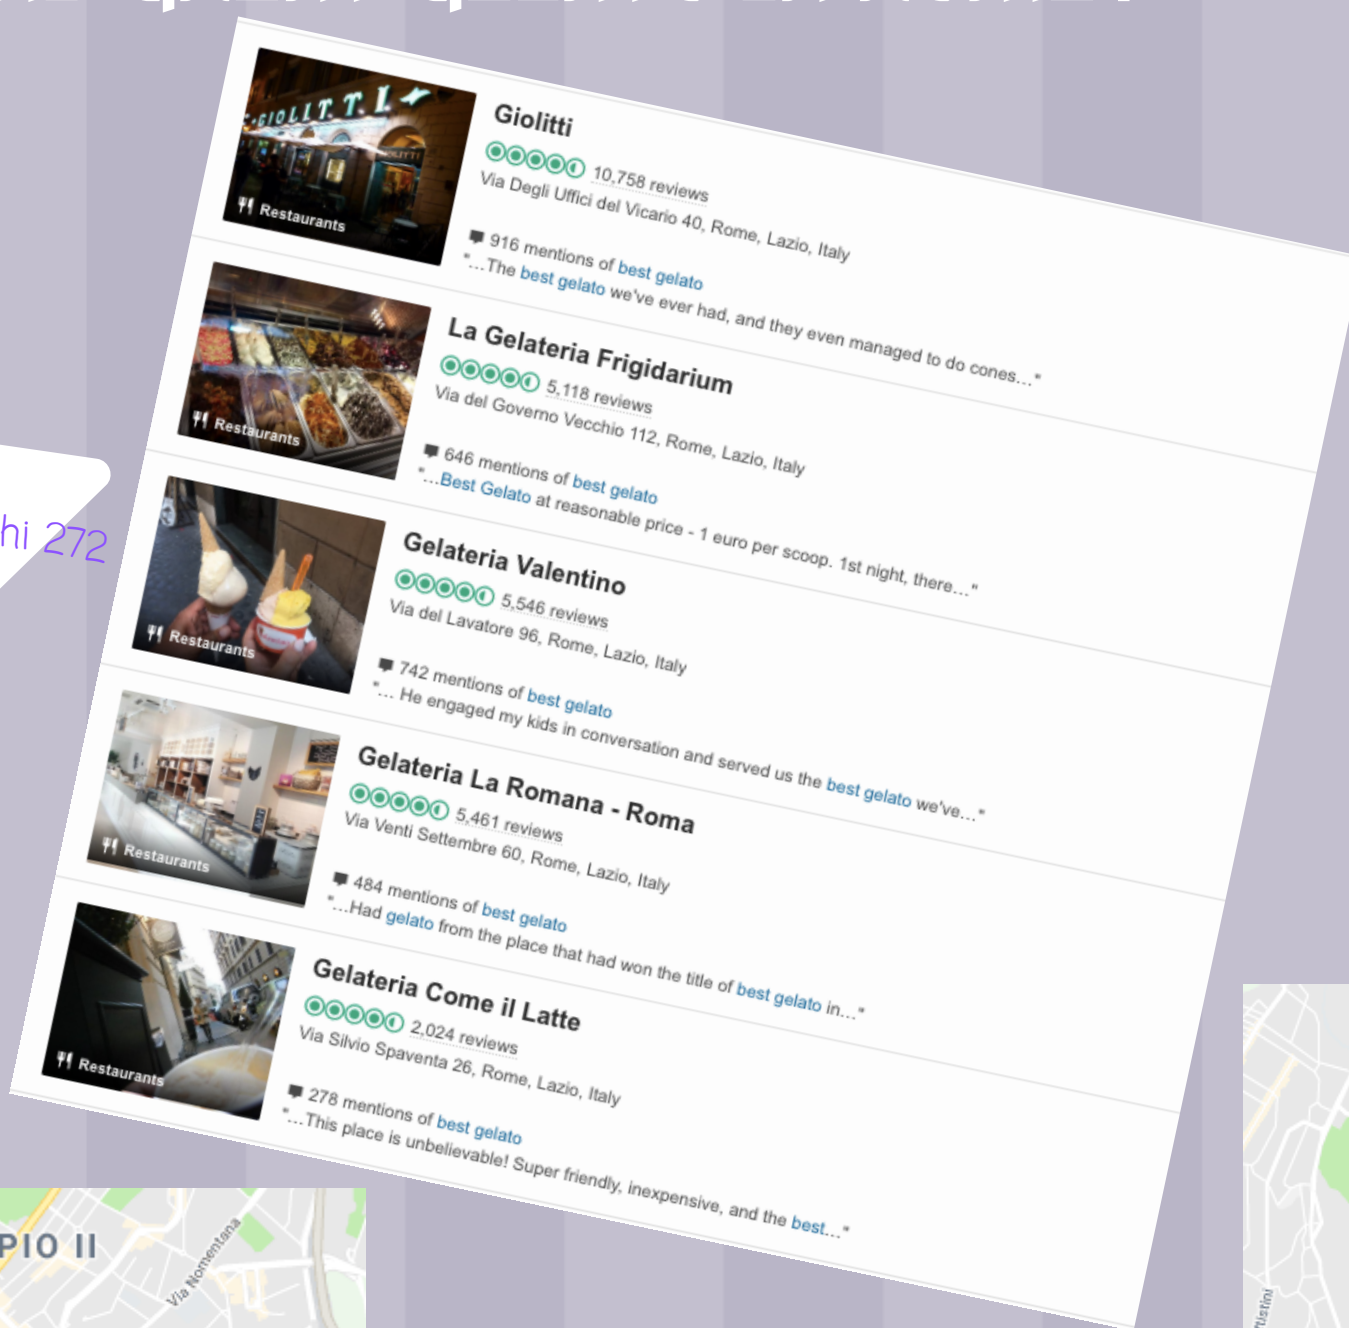 GIOLITTI
Restaurants
Giolitti
10,758 reviews
Via Degli Uffici del Vicario 40, Rome, Lazio, Italy
916 mentions of best gelato
"...The best gelato we've ever had, and they even managed to do cones..."
Restaurants
La Gelateria Frigidarium
5,118 reviews
Via del Governo Vecchio 112, Rome, Lazio, Italy
646 mentions of best gelato
"...Best Gelato at reasonable price - 1 euro per scoop. 1st night, there..."
hi 272
Restaurants
Gelateria Valentino
5,546 reviews
Via del Lavatore 96, Rome, Lazio, Italy
742 mentions of best gelato
"... He engaged my kids in conversation and served us the best gelato we've..."
Restaurants
Gelateria La Romana - Roma
5,461 reviews
Via Venti Settembre 60, Rome, Lazio, Italy
484 mentions of best gelato
"...Had gelato from the place that had won the title of best gelato in..."
Restaurants
Gelateria Come il Latte
2,024 reviews
Via Silvio Spaventa 26, Rome, Lazio, Italy
278 mentions of best gelato
"...This place is unbelievable! Super friendly, inexpensive, and the best..."
PIO II
Via Nomentana